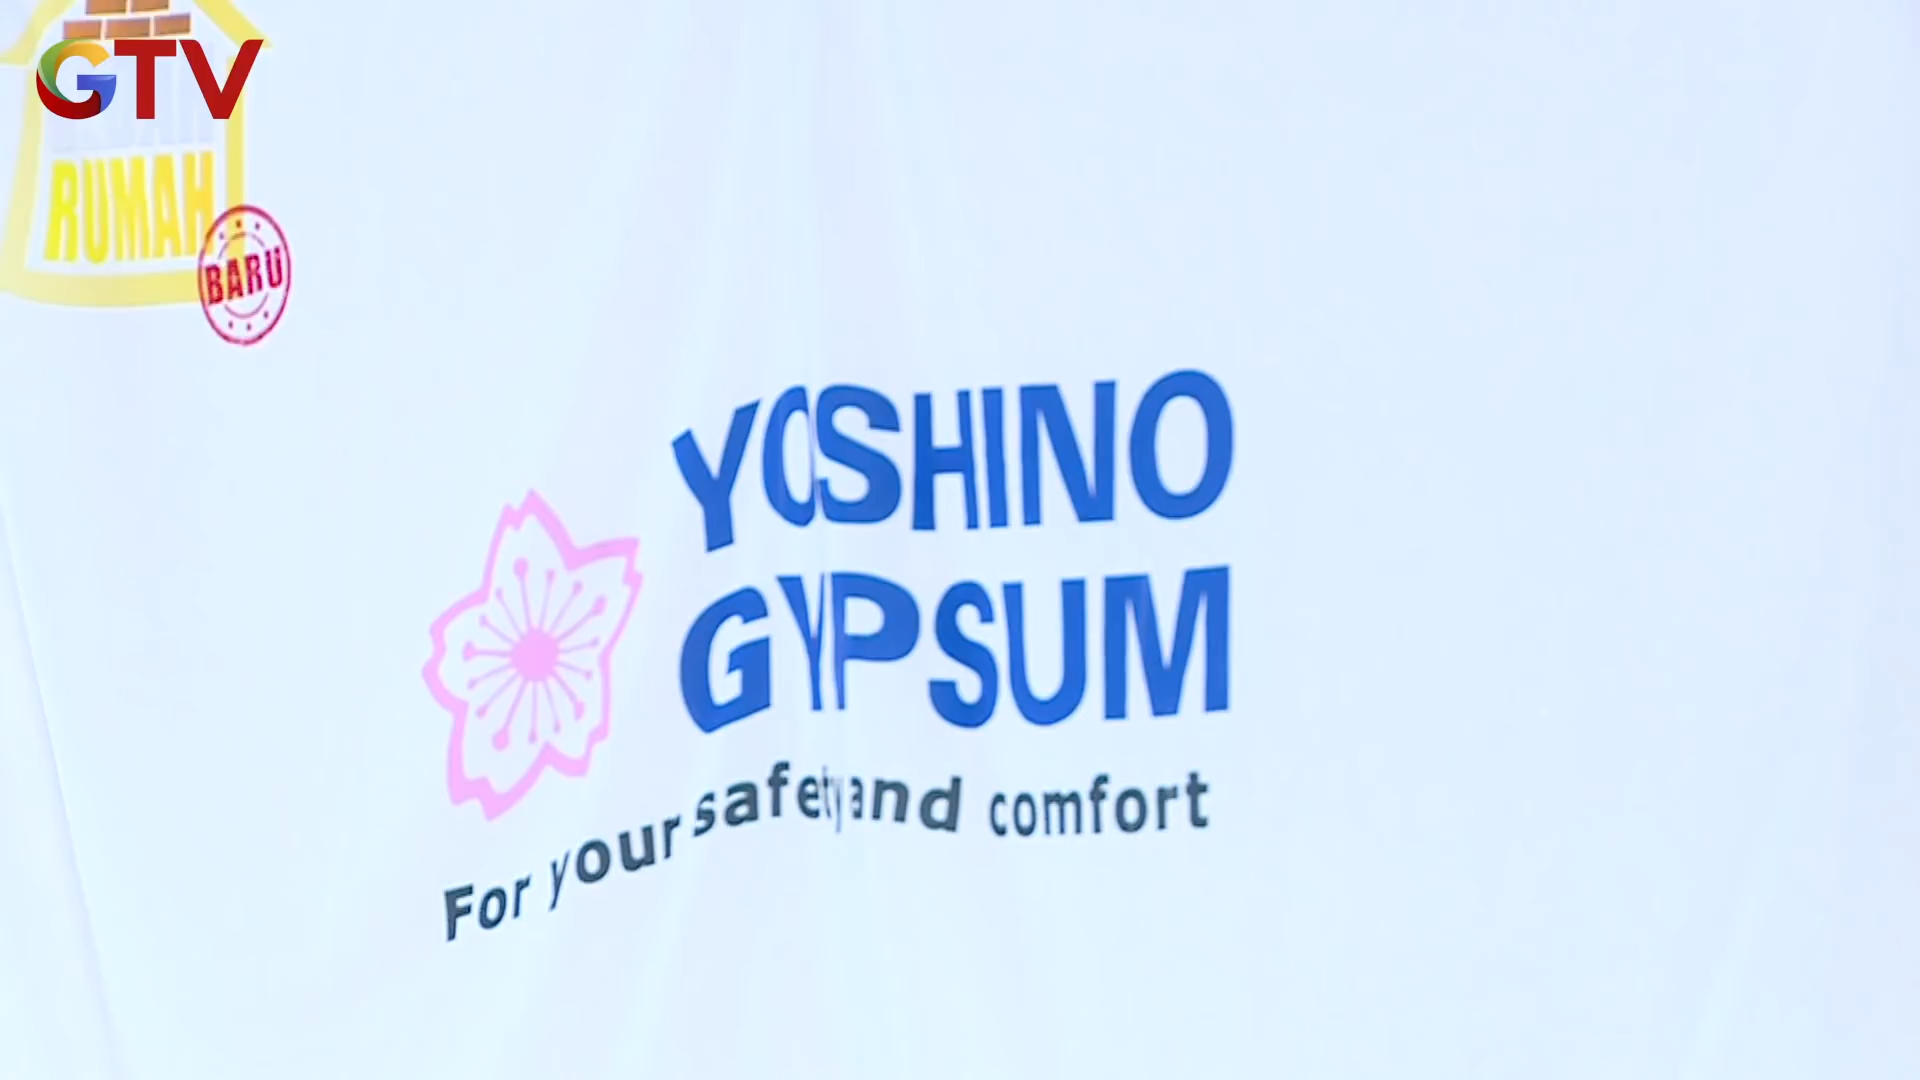 GTV
RUMAH
BARU
YOSHINO
GYPSUM
For your safety and comfort